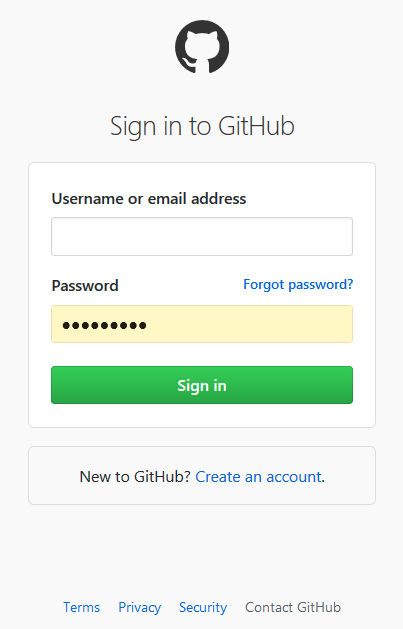 Sign in to GitHub
Username or email address
Password Forgot password?
●●●●●●●●●
Sign in
New to GitHub? Create an account.
Terms Privacy Security Contact GitHub